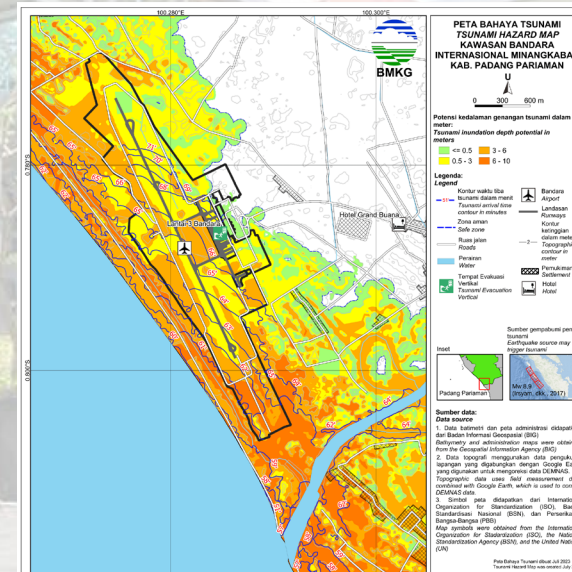 PETA BAHAYA TSUNAMI
TSUNAMI HAZARD MAP
KAWASAN BANDARA
INTERNASIONAL MINANGKABA
KAB. PADANG PARIAMAN
U
0 300 600 m
100.280°E
100.300°E
BMKG
0.780°S
0.800°S
Hotel Grand Buana
Lantai 3 Bandara
Potensi kedalaman genangan tsunami dalam
meter:
Tsunami inundation depth potential in
meters
<= 0.5
3 - 6
0.5 - 3
6 - 10
Legenda:
Legend
Kontur waktu tiba
tsunami dalam menit
Tsunami arrival time
contour in minutes
Zona aman
Safe zone
Ruas jalan
Roads
Perairan
Water
Tempat Evakuasi
Vertikal
Tsunami Evacuation
Vertical
Bandara
Airport
Landasan
Runways
Kontur
ketinggian
dalam mete
Topographic
contour in
meter
Pemukiman
Settlement
Hotel
Hotel
Inset
Padang Pariaman
Sumber gempabumi pen
tsunami
Earthquake source may
trigger tsunami
Mw 8,9
(Irsyam, dkk., 2017)
Sumber data:
Data source
1. Data batimetri dan peta administrasi didapati
dari Badan Informasi Geospasial (BIG)
Bathymetry and administration maps were obtain
from the Geospatial Information Agency (BIG)
2. Data topografi menggunakan data penguku
lapangan yang digabungkan dengan Google Ea
yang digunakan untuk mengoreksi data DEMNAS.
Topographic data uses field measurement d
combined with Google Earth, which is used to corr
DEMNAS data.
3. Simbol peta didapatkan dari Internatio
Organization for Standardization (ISO), Bad
Standardisasi Nasional (BSN), dan Perserika
Bangsa-Bangsa (PBB)
Map symbols were obtained from the Internatio
Organization for Stadardization (ISO), the Natio
Standardization Agency (BSN), and the United Nati
(UN)
Peta Bahaya Tsunami dibuat Juli 2023
Tsunami Hazard Map was created July